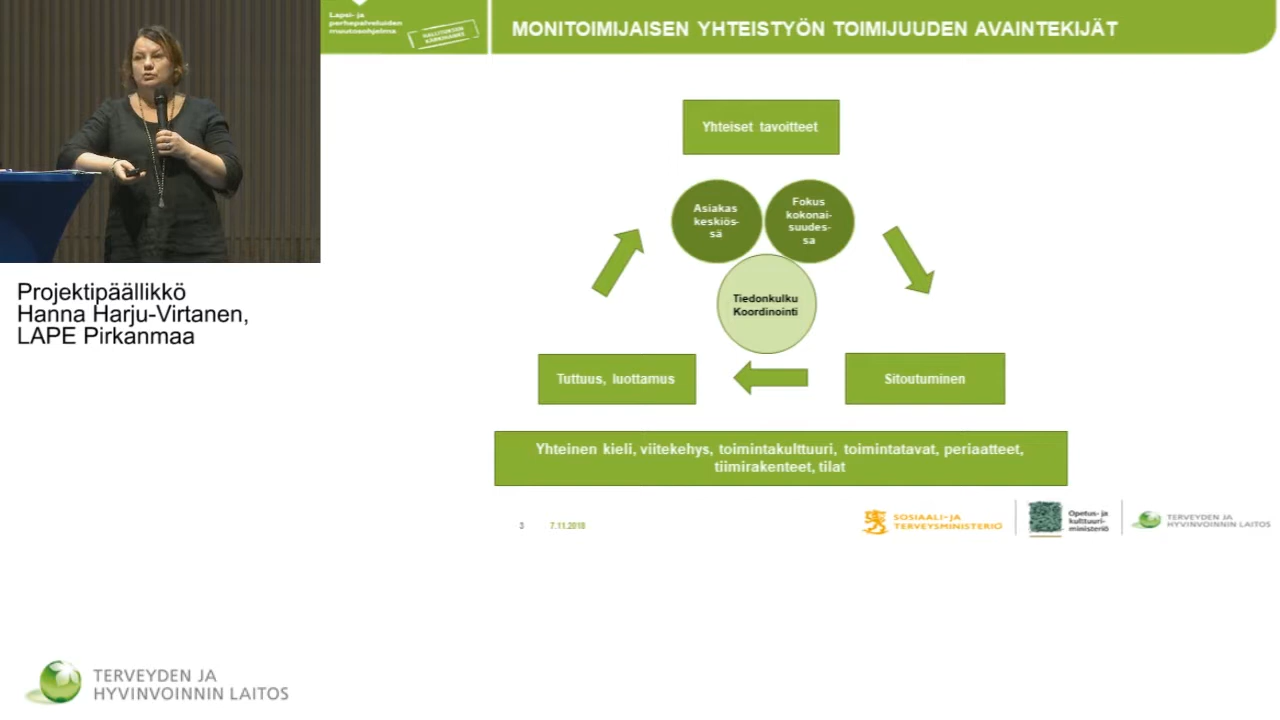 Lapsi- ja
perhepalveluiden
muutosohjelma
HALLITUKSEN
KÄRKIHANKE
MONITOIMIJAISEN YHTEISTYÖN TOIMIJUUDEN AVAINTEKIJÄT
Yhteiset tavoitteet
Asiakas
keskiös-
sä
Fokus
kokonai-
suudes-
sa
Tiedonkulku
Koordinointi
Tuttuus, luottamus
Sitoutuminen
Yhteinen kieli, viitekehys, toimintakulttuuri, toimintatavat, periaatteet,
tiimirakenteet, tilat
3 7.11.2018
SOSIAALI- JA
TERVEYSMINISTERIÖ
Opetus- ja
kulttuuri-
ministeriö
TERVEYDEN JA
HYVINVOINNIN LAITOS
Projektipäällikkö
Hanna Harju-Virtanen,
LAPE Pirkanmaa
TERVEYDEN JA
HYVINVOINNIN LAITOS